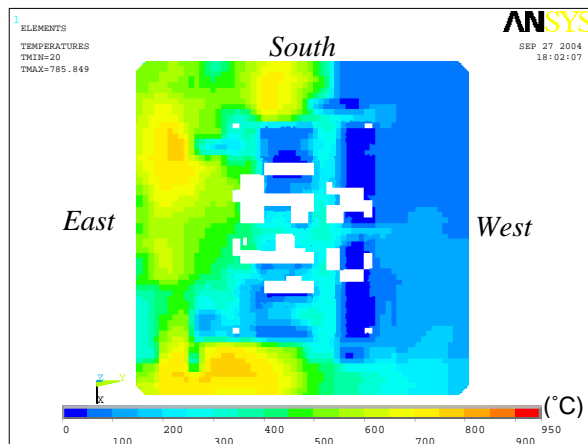 1
ELEMENTS
TEMPERATURES
TMIN=20
TMAX=785.849
ANSYS
SEP 27 2004
18:02:07
South
East
West
Z Y
X
(°C)
0 200 400 600 800 950
100 300 500 700 900